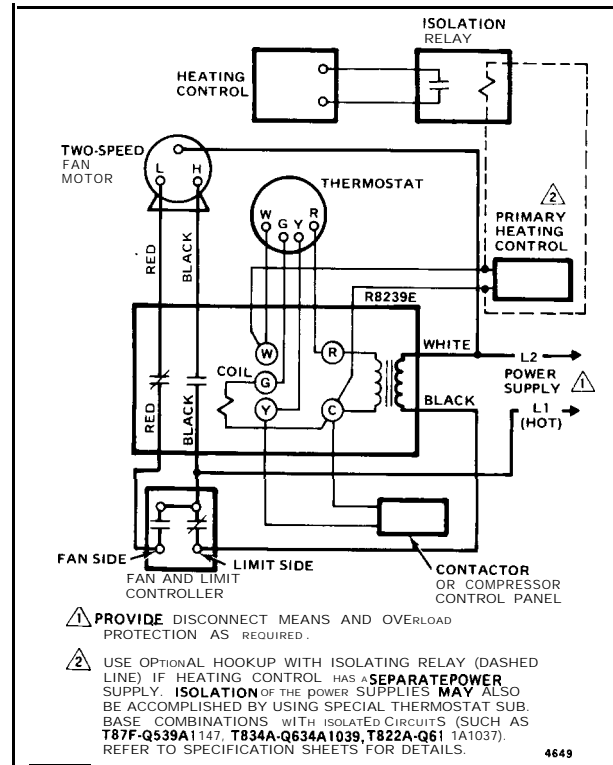 ISOLATION
RELAY
HEATING
CONTROL
TWO-SPEED
FAN
MOTOR
L H
THERMOSTAT
W G Y R
2
PRIMARY
HEATING
CONTROL
RED
BLACK
R8239E
W
R
WHITE
COIL
G
L2
POWER
SUPPLY 1
Y
C
BLACK
L1
(HOT)
RED
BLACK
FAN SIDE
LIMIT SIDE
FAN AND LIMIT
CONTROLLER
CONTACTOR
OR COMPRESSOR
CONTROL PANEL
1 PROVIDE DISCONNECT MEANS AND OVERLOAD
PROTECTION AS REQUIRED.
2 USE OPTIONAL HOOKUP WITH ISOLATING RELAY (DASHED
LINE) IF HEATING CONTROL HAS A SEPARATEPOWER
SUPPLY. ISOLATION OF THE POWER SUPPLIES MAY ALSO
BE ACCOMPLISHED BY USING SPECIAL THERMOSTAT SUB.
BASE COMBINATIONS WITH ISOLATED CIRCUITS (SUCH AS
T87F-Q539A1147, T834A-Q634A1039, T822A-Q61 1A1037).
REFER TO SPECIFICATION SHEETS FOR DETAILS.
4649